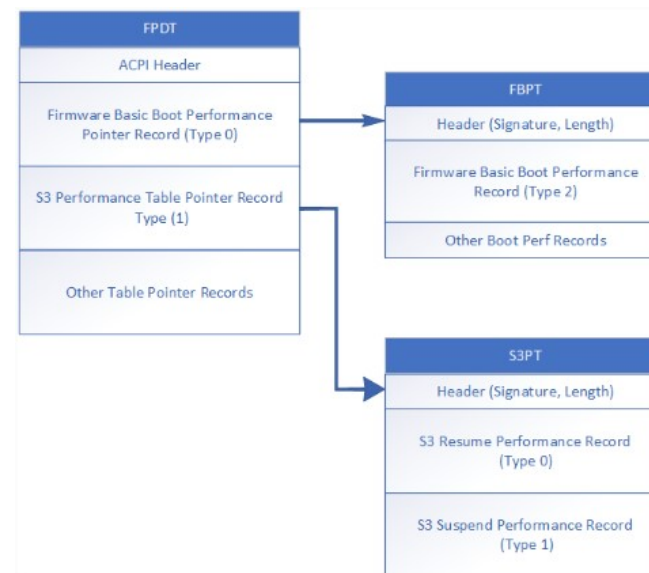 FPDT
ACPI Header
Firmware Basic Boot Performance
Pointer Record (Type 0)
S3 Performance Table Pointer Record
Type (1)
Other Table Pointer Records
FBPT
Header (Signature, Length)
Firmware Basic Boot Performance
Record (Type 2)
Other Boot Perf Records
S3PT
Header (Signature, Length)
S3 Resume Performance Record
(Type 0)
S3 Suspend Performance Record
(Type 1)